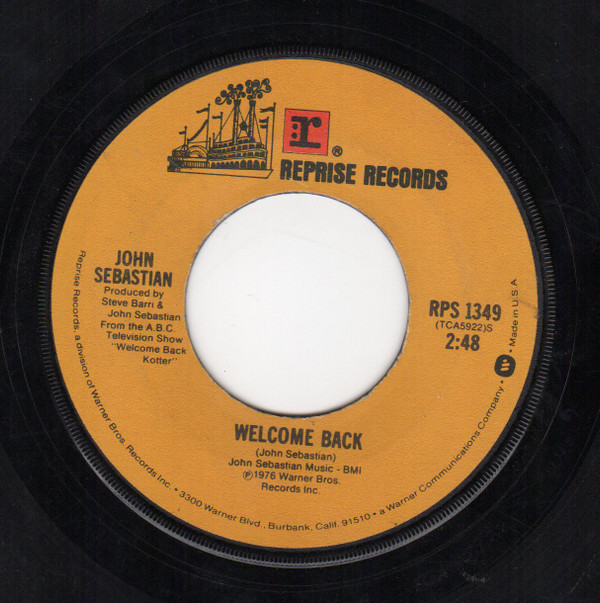 r®
REPRISE RECORDS
JOHN
SEBASTIAN
Produced by
Steve Barri &
John Sebastian
From the A.B.C.
Television Show
"Welcome Back
Kotter"
RPS 1349
(TCA5922)S
2:48
WELCOME BACK
(John Sebastian)
John Sebastian Music - BMI
℗1976 Warner Bros.
Records Inc.
Reprise Records, a division of Warner Bros. Records Inc. • 3300 Warner Blvd., Burbank, Calif. 91510 • a Warner Communications Company • • Made in U.S.A.